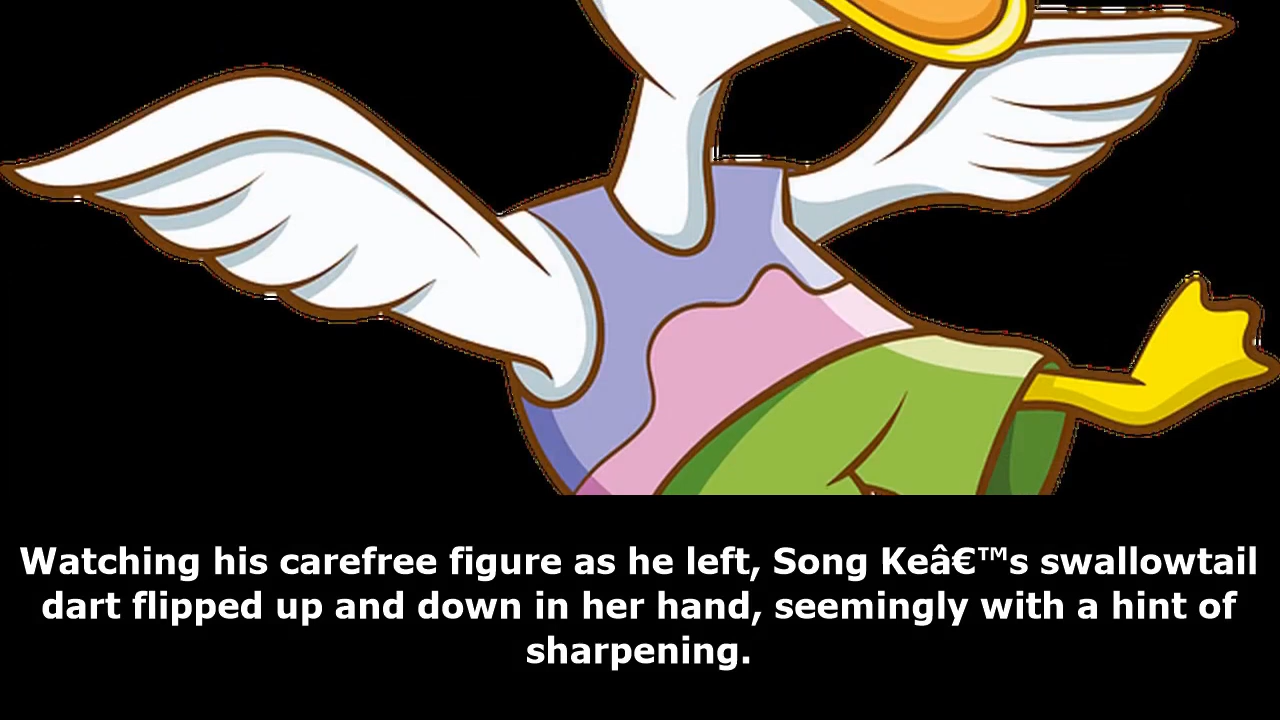 Watching his carefree figure as he left, Song Keâ€™s swallowtail
dart flipped up and down in her hand, seemingly with a hint of
sharpening.